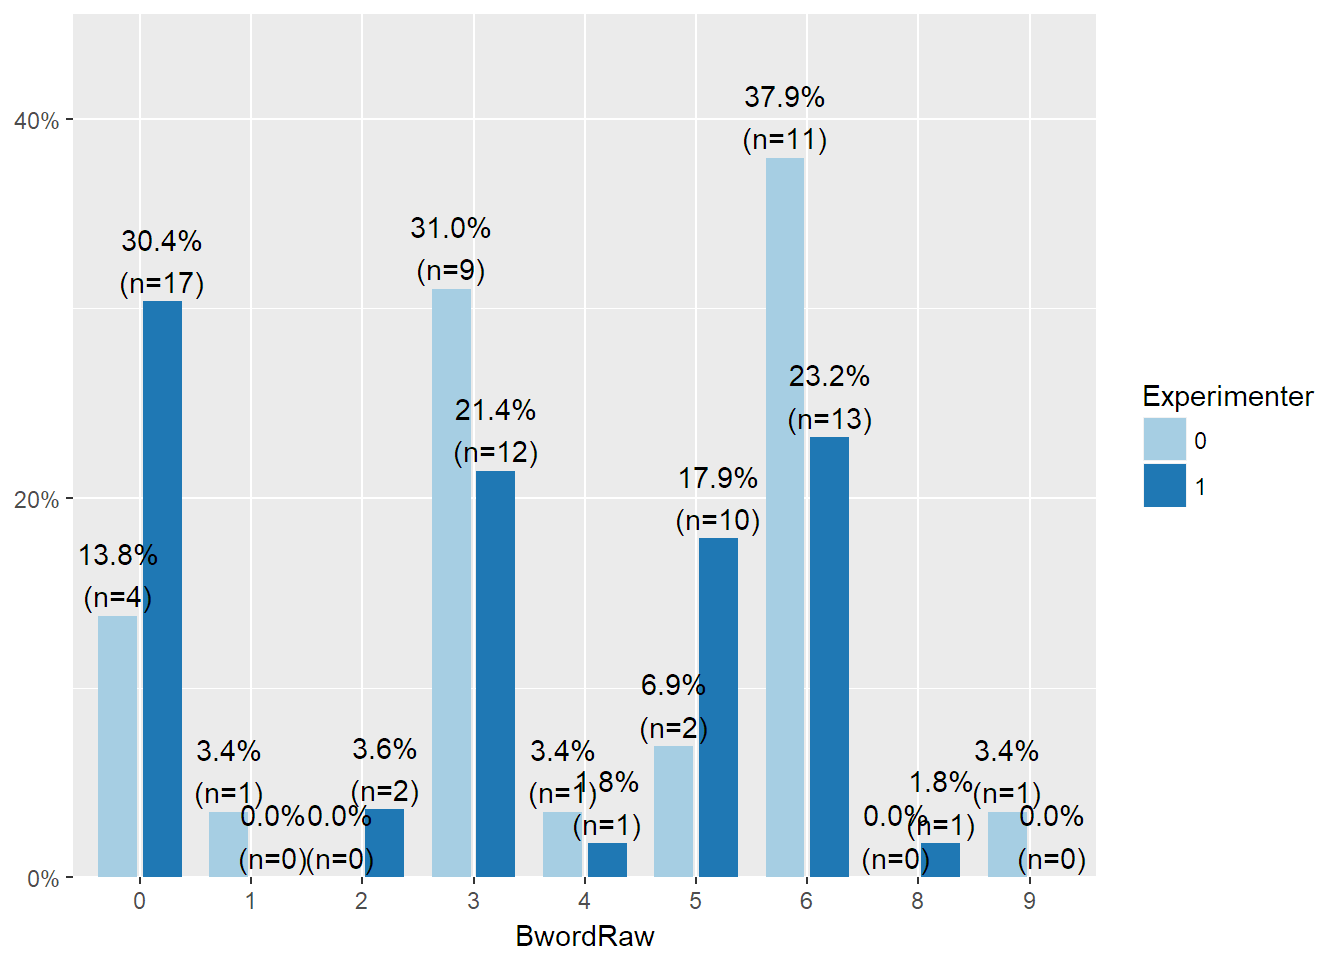 37.9%
(n=11)
40%
31.0%
(n=9)
30.4%
(n=17)
23.2%
(n=13)
21.4%
(n=12)
20%
17.9%
(n=10)
13.8%
(n=4)
6.9%
(n=2)
3.4%
(n=1)
0.0%
(n=0)
0.0%
(n=0)
3.6%
(n=2)
3.4%
(n=1)
1.8%
(n=1)
0.0%
(n=0)
1.8%
(n=1)
3.4%
(n=1)
0.0%
(n=0)
0%
0 1 2 3 4 5 6 8 9
BwordRaw
Experimenter
0
1